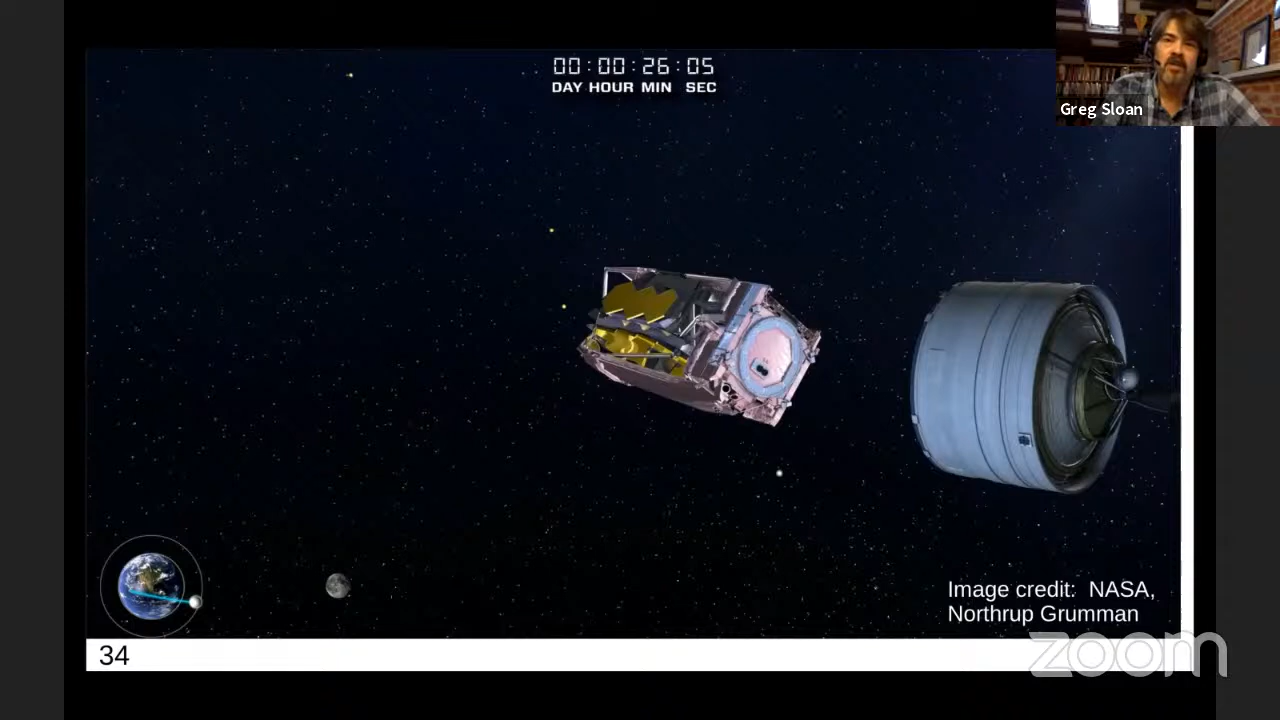 00:00:26:05
DAY HOUR MIN SEC
Greg Sloan
Image credit: NASA,
Northrup Grumman
34
zoom